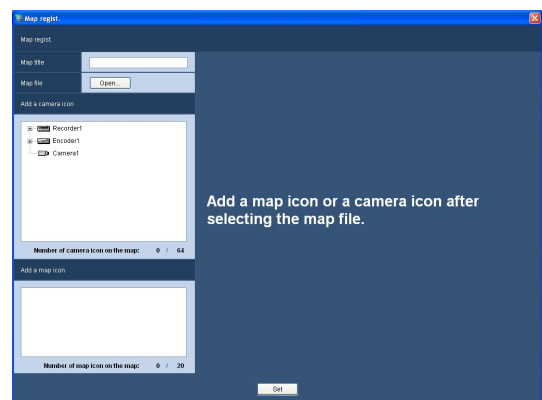 Map regist.
Map regist.
Map title
Map file
Open...
Add a camera icon
Recorder1
Encoder1
Camera1
Number of camera icon on the map: 0 / 64
Add a map icon
Number of map icon on the map: 0 / 20
Add a map icon or a camera icon after
selecting the map file.
Set